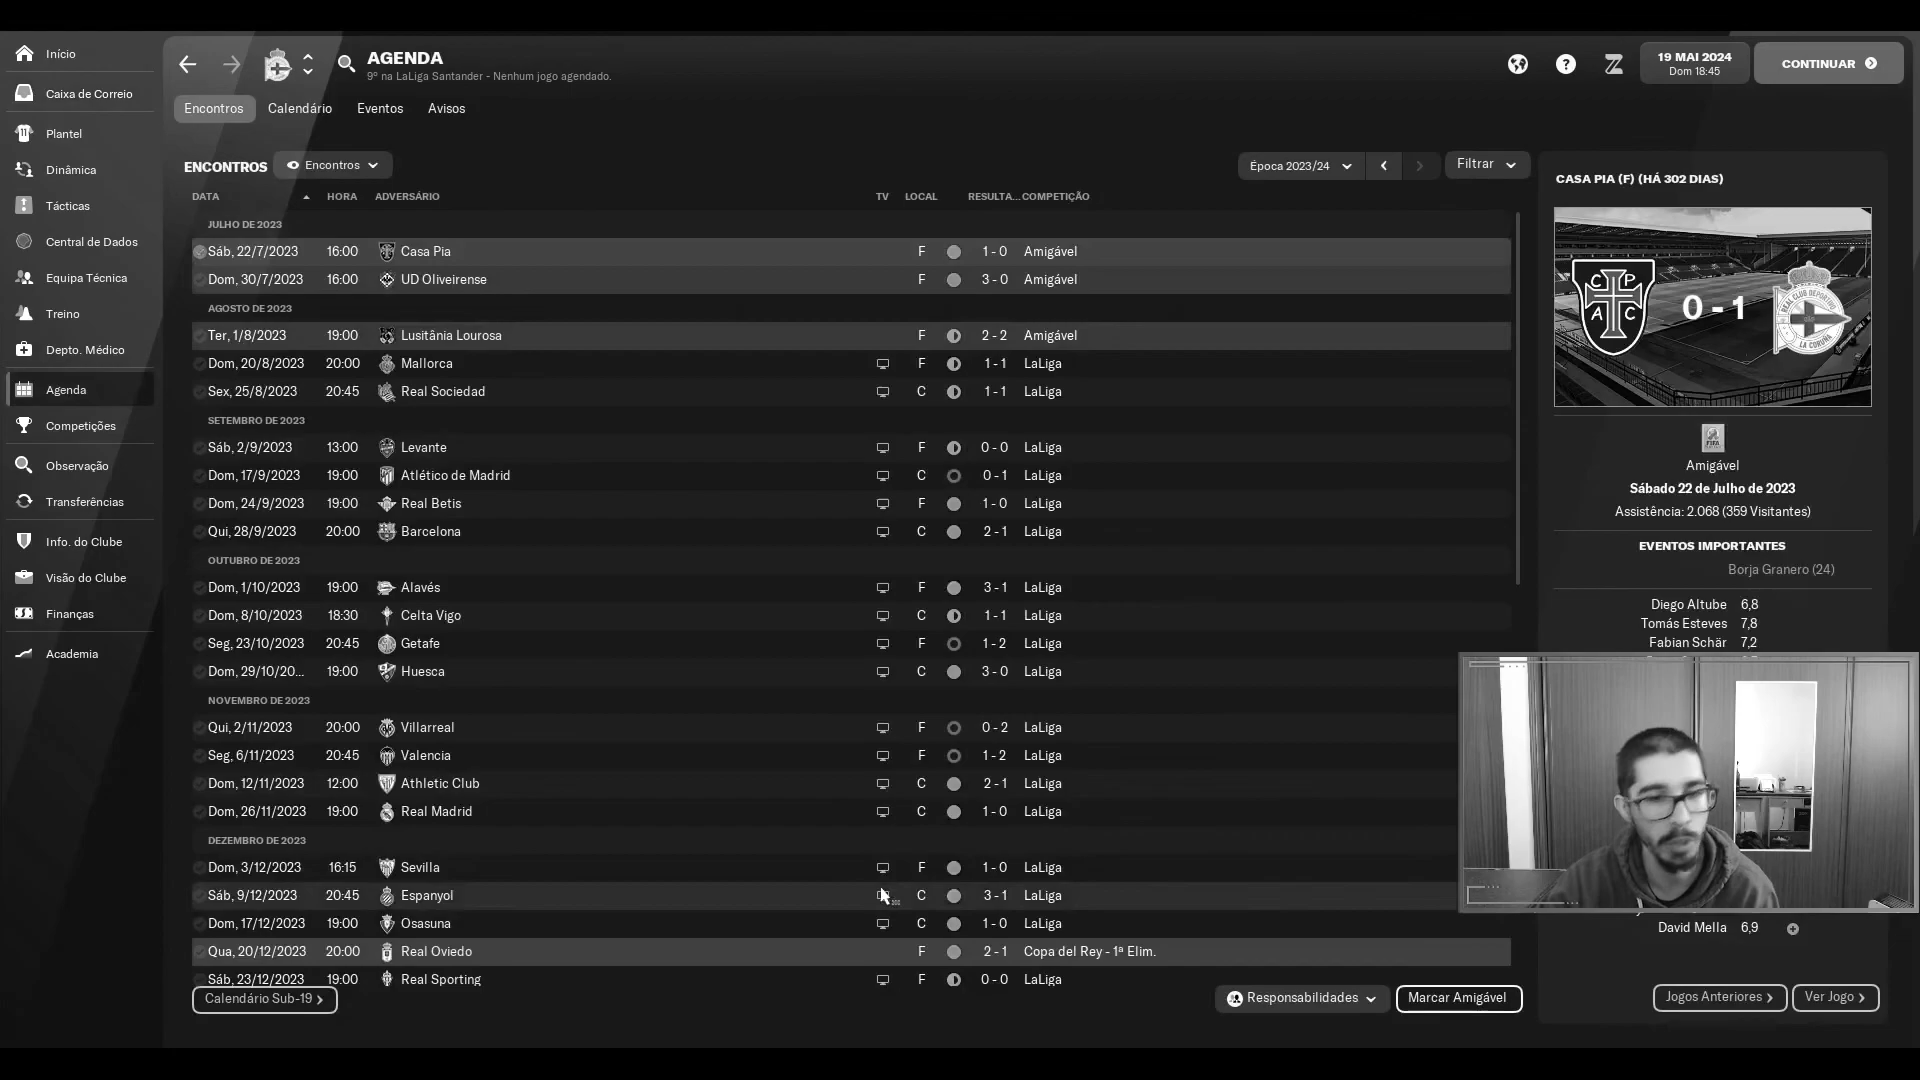 Início
Caixa de Correio
Plantel
Dinâmica
Tácticas
Central de Dados
Equipa Técnica
Treino
Depto. Médico
Agenda
Competições
Observação
Transferências
Info. do Clube
Visão do Clube
Finanças
Academia
AGENDA
9º na LaLiga Santander - Nenhum jogo agendado.
19 MAI 2024
Dom 18:45
CONTINUAR
Encontros Calendário Eventos Avisos
ENCONTROS Encontros Época 2023/24 Filtrar
DATA HORA ADVERSÁRIO TV LOCAL RESULTA... COMPETIÇÃO
JULHO DE 2023
Sáb, 22/7/2023 16:00 Casa Pia F 1 - 0 Amigável
Dom, 30/7/2023 16:00 UD Oliveirense F 3 - 0 Amigável
AGOSTO DE 2023
Ter, 1/8/2023 19:00 Lusitânia Lourosa F 2 - 2 Amigável
Dom, 20/8/2023 20:00 Mallorca F 1 - 1 LaLiga
Sex, 25/8/2023 20:45 Real Sociedad C 1 - 1 LaLiga
SETEMBRO DE 2023
Sáb, 2/9/2023 13:00 Levante F 0 - 0 LaLiga
Dom, 17/9/2023 19:00 Atlético de Madrid C 0 - 1 LaLiga
Dom, 24/9/2023 19:00 Real Betis F 1 - 0 LaLiga
Qui, 28/9/2023 20:00 Barcelona C 2 - 1 LaLiga
OUTUBRO DE 2023
Dom, 1/10/2023 19:00 Alavés F 3 - 1 LaLiga
Dom, 8/10/2023 18:30 Celta Vigo C 1 - 1 LaLiga
Seg, 23/10/2023 20:45 Getafe F 1 - 2 LaLiga
Dom, 29/10/20... 19:00 Huesca C 3 - 0 LaLiga
NOVEMBRO DE 2023
Qui, 2/11/2023 20:00 Villarreal F 0 - 2 LaLiga
Seg, 6/11/2023 20:45 Valencia F 1 - 2 LaLiga
Dom, 12/11/2023 12:00 Athletic Club C 2 - 1 LaLiga
Dom, 26/11/2023 19:00 Real Madrid C 1 - 0 LaLiga
DEZEMBRO DE 2023
Dom, 3/12/2023 16:15 Sevilla F 1 - 0 LaLiga
Sáb, 9/12/2023 20:45 Espanyol C 3 - 1 LaLiga
Dom, 17/12/2023 19:00 Osasuna C 1 - 0 LaLiga
Qua, 20/12/2023 20:00 Real Oviedo F 2 - 1 Copa del Rey - 1ª Elim.
Sáb, 23/12/2023 19:00 Real Sporting F 0 - 0 LaLiga
Calendário Sub-19 Responsabilidades Marcar Amigável
CASA PIA (F) (HÁ 302 DIAS)
C P
A C
0 - 1
Amigável
Sábado 22 de Julho de 2023
Assistência: 2.068 (359 Visitantes)
EVENTOS IMPORTANTES
Borja Granero (24)
Diego Altube 6,8
Tomás Esteves 7,8
Fabian Schär 7,2
David Mella 6,9
Jogos Anteriores Ver Jogo